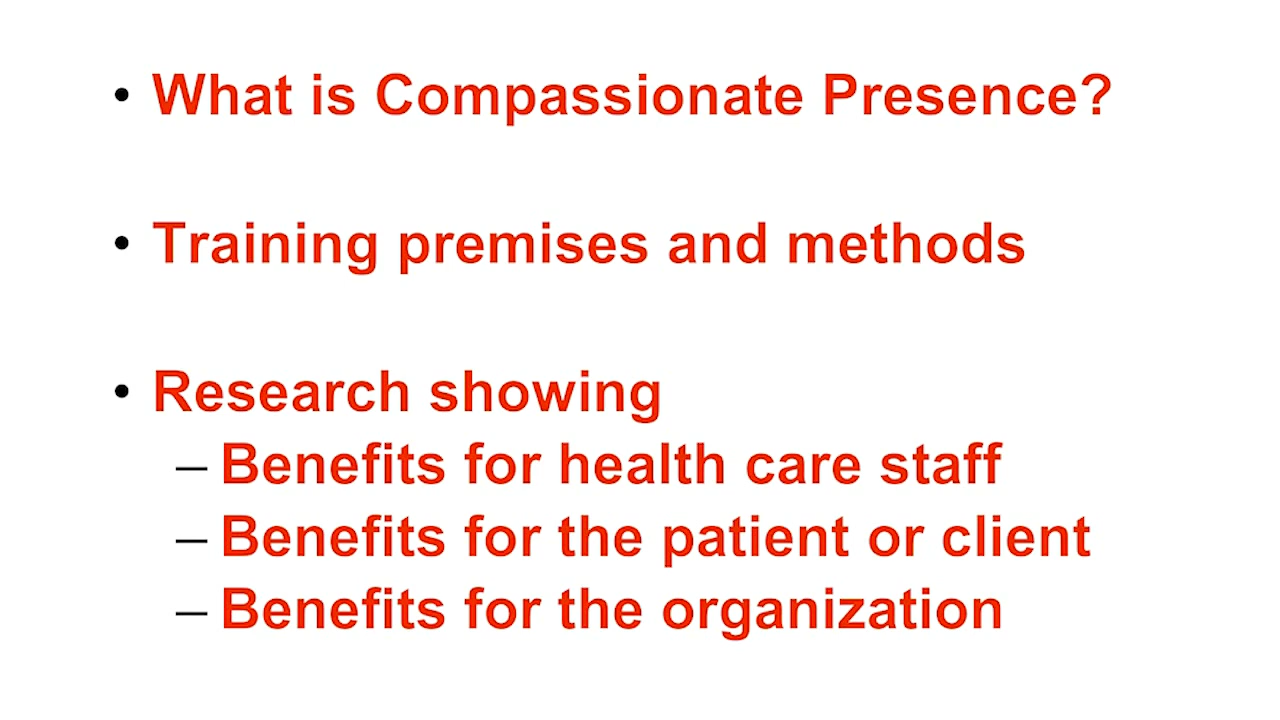 • What is Compassionate Presence?
• Training premises and methods
• Research showing
– Benefits for health care staff
– Benefits for the patient or client
– Benefits for the organization